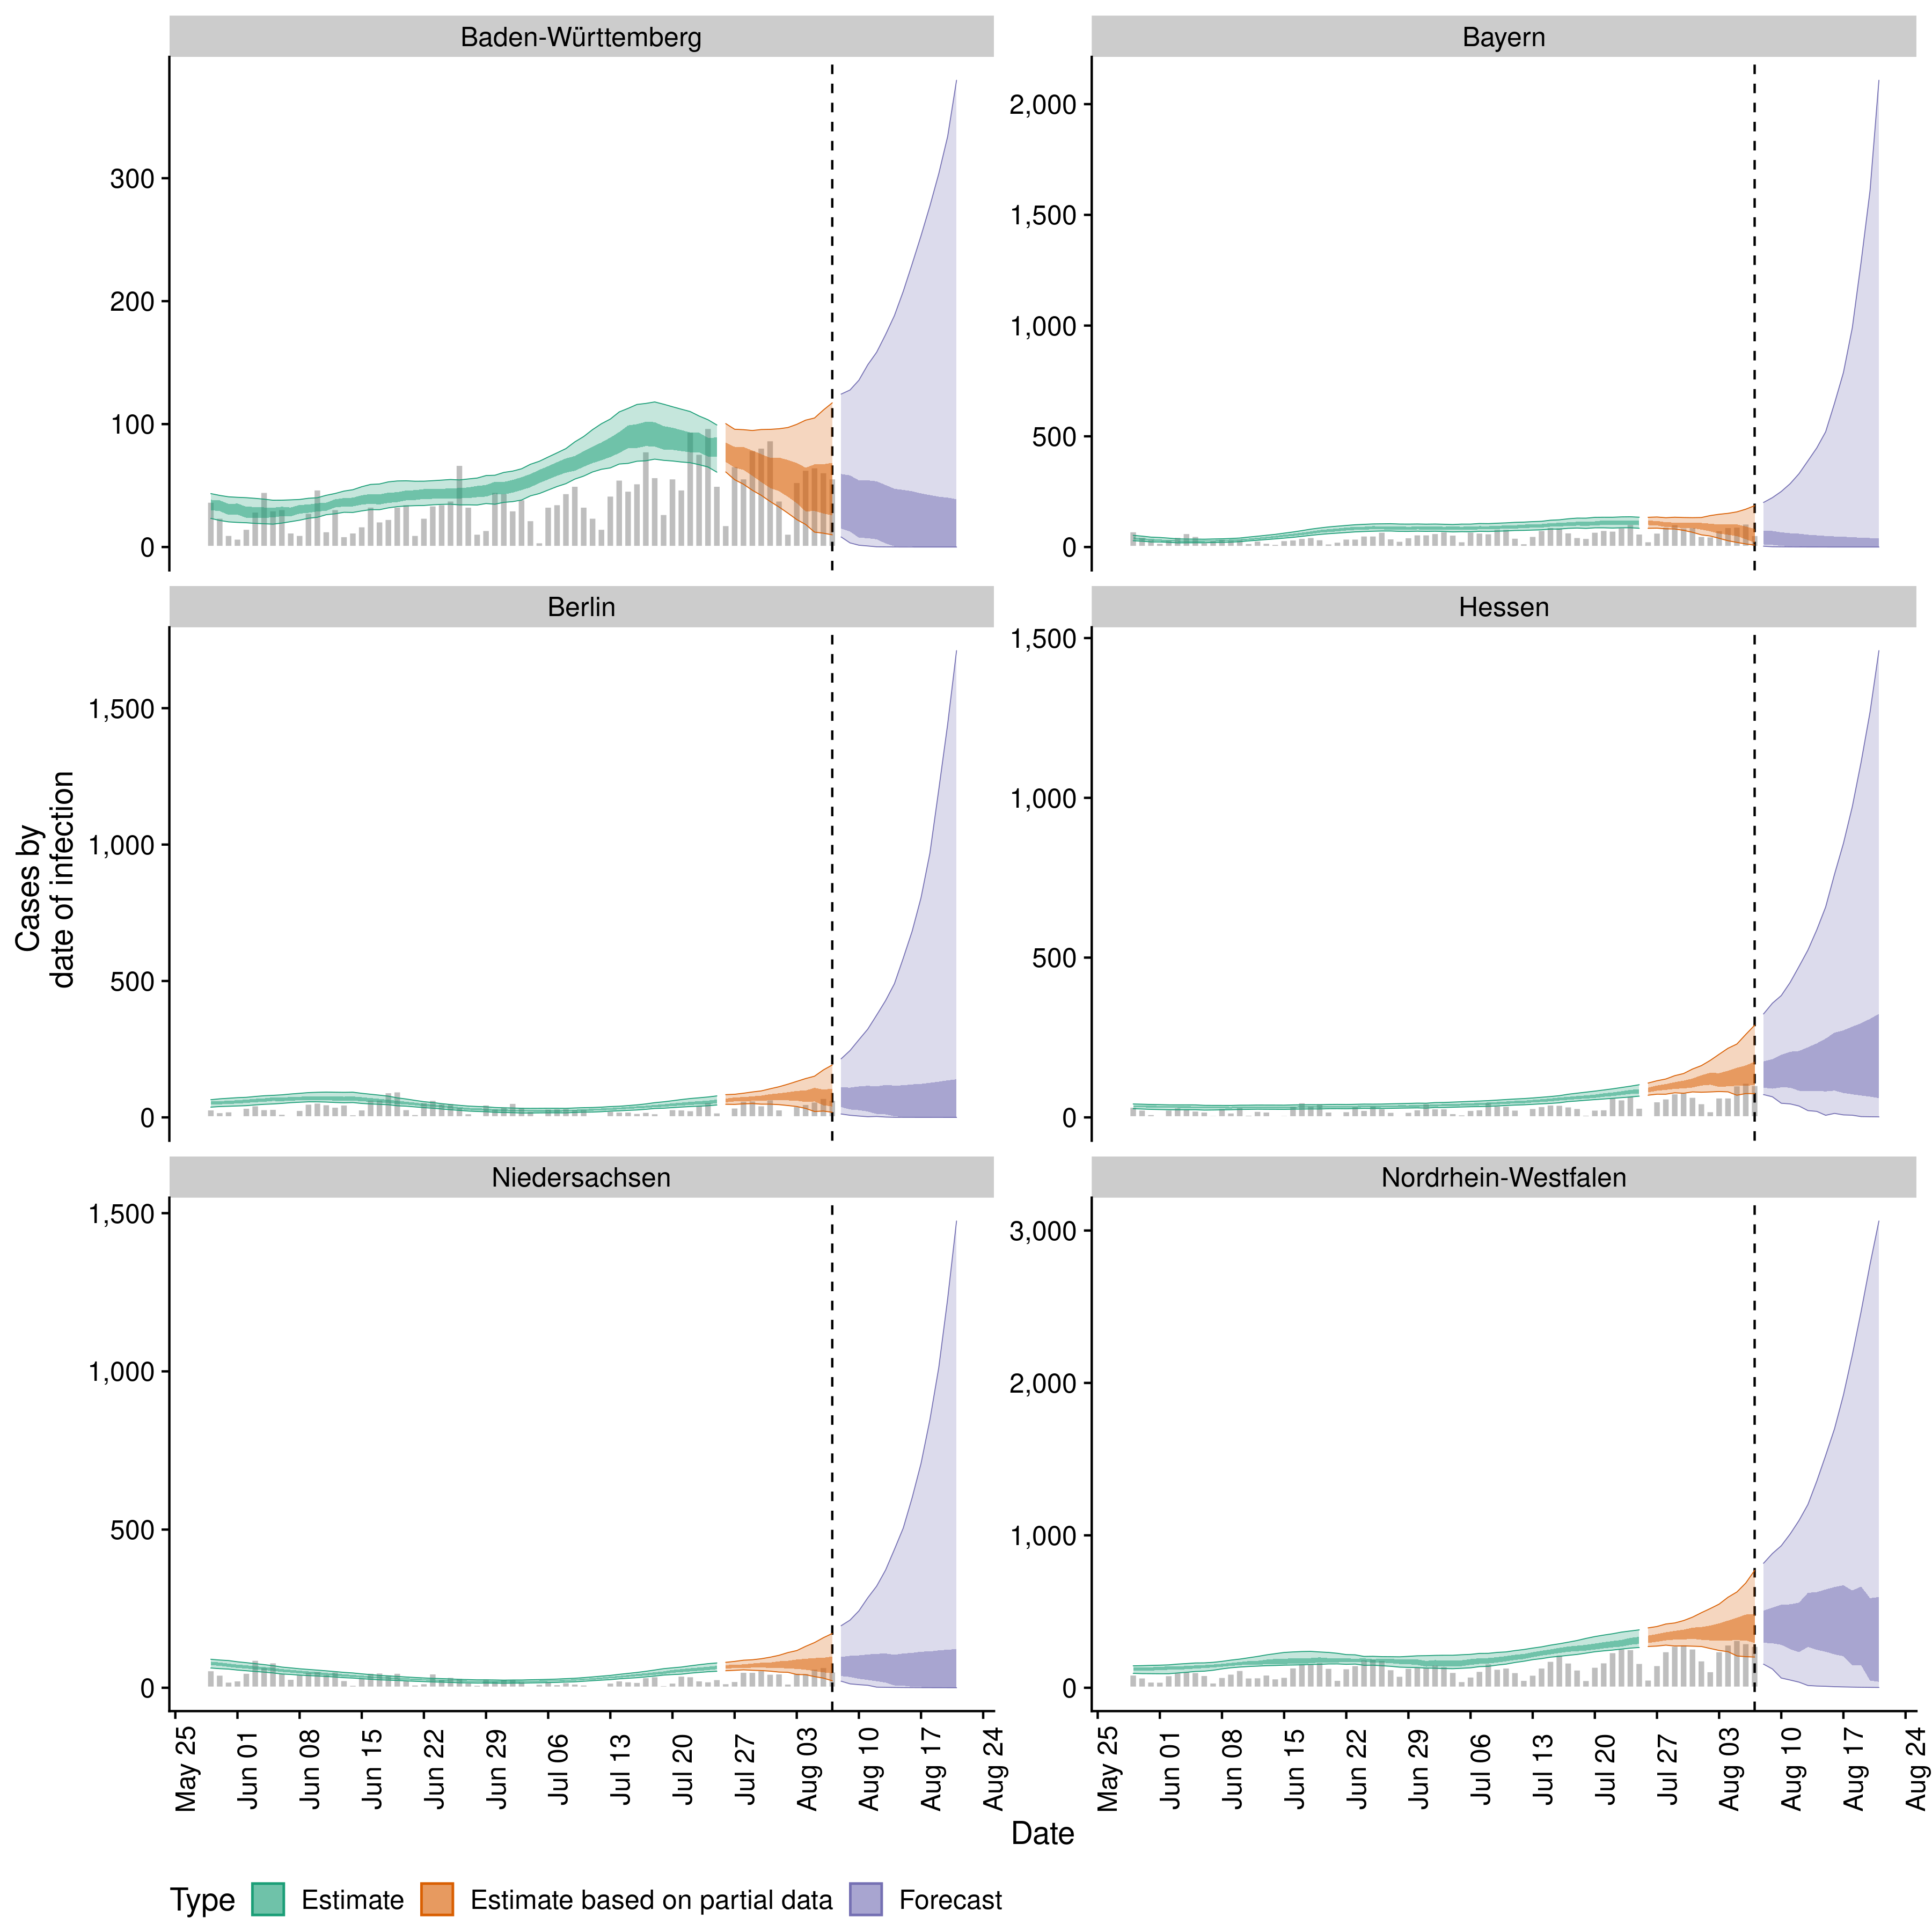 Baden-Württemberg
Bayern
300
200
100
0
2,000
1,500
1,000
500
0
Berlin
Hessen
1,500
1,000
500
0
1,500
1,000
500
0
Cases by
date of infection
Niedersachsen
Nordrhein-Westfalen
1,500
1,000
500
0
3,000
2,000
1,000
0
May 25
Jun 01
Jun 08
Jun 15
Jun 22
Jun 29
Jul 06
Jul 13
Jul 20
Jul 27
Aug 03
Aug 10
Aug 17
Aug 24
May 25
Jun 01
Jun 08
Jun 15
Jun 22
Jun 29
Jul 06
Jul 13
Jul 20
Jul 27
Aug 03
Aug 10
Aug 17
Aug 24
Date
Type Estimate Estimate based on partial data Forecast